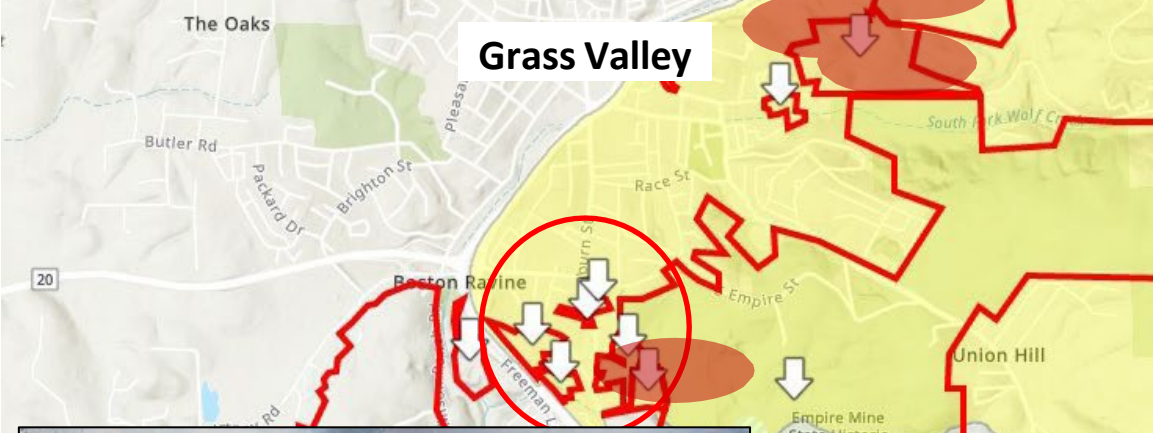 The Oaks
Grass Valley
Butler Rd
Brighton St
Packard Dr
South Fork Wolf Creek
Race St
20
Boston Ravine
Empire St
Union Hill
Freeman L
Empire Mine